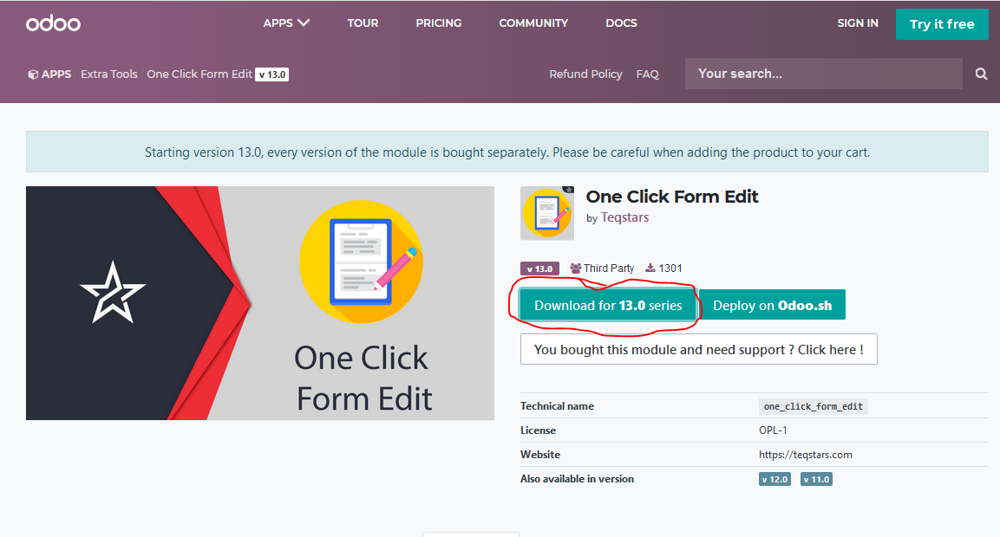 odoo
APPS TOUR PRICING COMMUNITY DOCS SIGN IN Try it free
APPS / Extra Tools / One Click Form Edit v 13.0 Refund Policy FAQ Your search...
Starting version 13.0, every version of the module is bought separately. Please be careful when adding the product to your cart.
One Click
Form Edit
One Click Form Edit
by Teqstars
v 13.0 Third Party 1301
Download for 13.0 series Deploy on Odoo.sh
You bought this module and need support ? Click here !
Technical name one_click_form_edit
License OPL-1
Website https://teqstars.com
Also available in version v 12.0 v 11.0